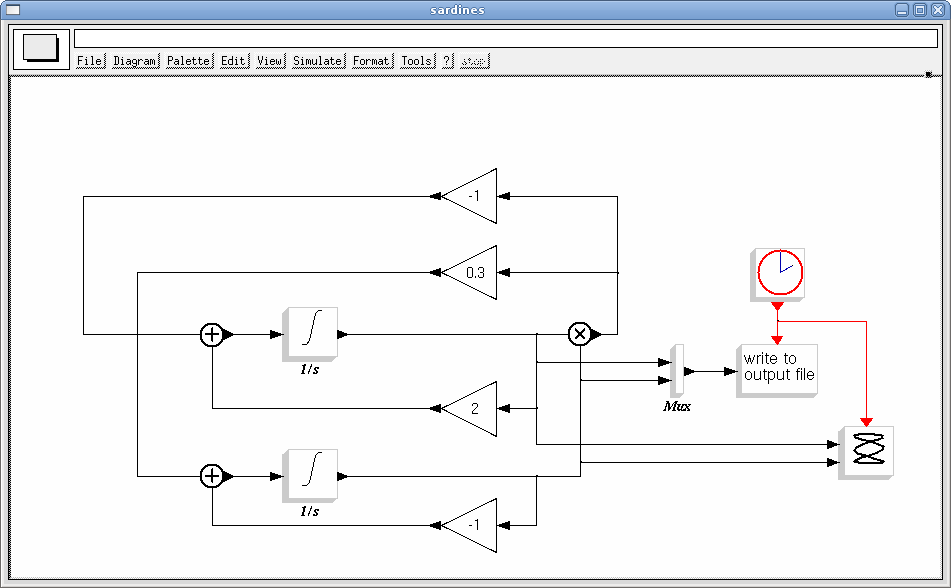 sardines
File Diagram Palette Edit View Simulate Format Tools ? stop
-1
0.3
1/s
2
Mux
write to
output file
1/s
-1